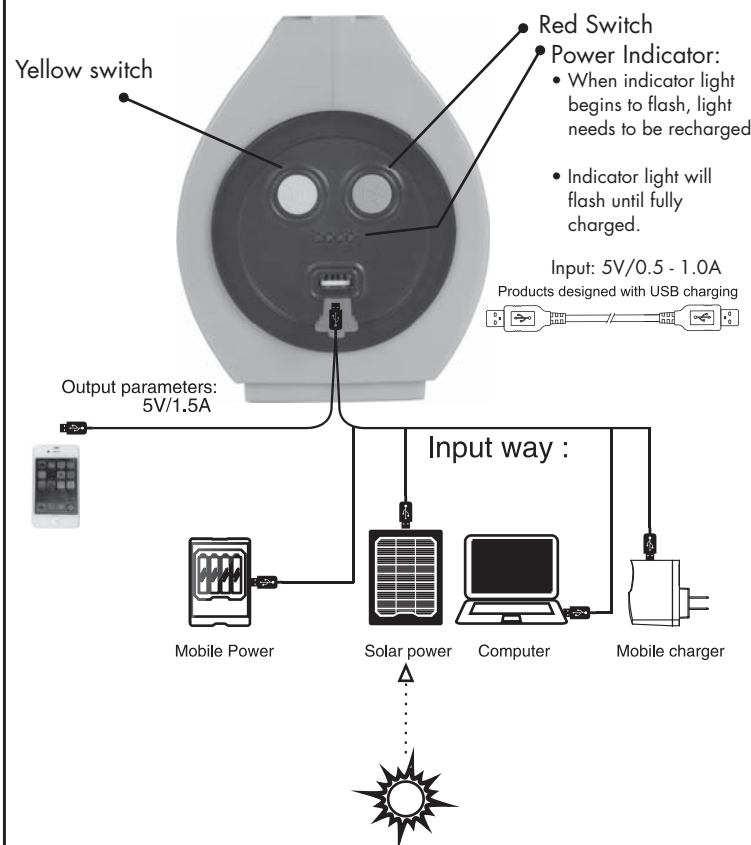 Red Switch
Yellow switch
Power Indicator:
• When indicator light
begins to flash, light
needs to be recharged
• Indicator light will
flash until fully
charged.
Input: 5V/0.5 - 1.0A
Products designed with USB charging
Output parameters:
5V/1.5A
Input way :
Mobile Power
Solar power
Computer
Mobile charger